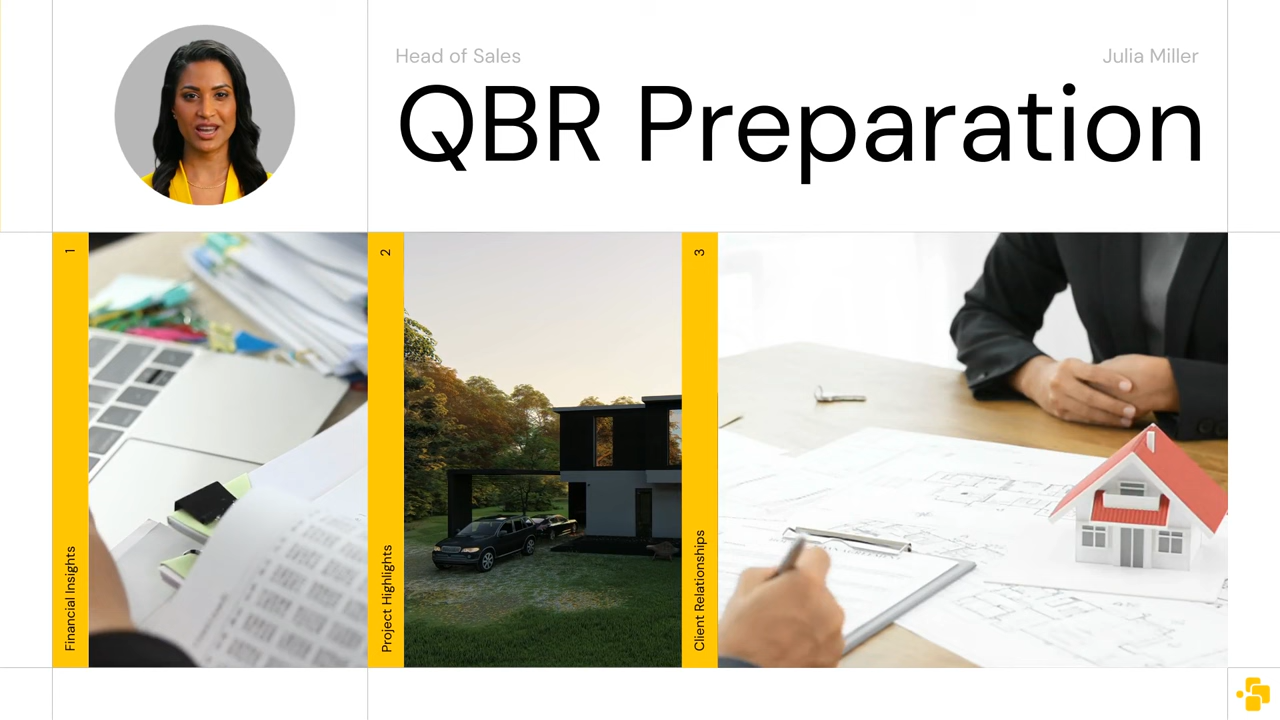 Head of Sales
Julia Miller
QBR Preparation
1
Financial Insights
2
Project Highlights
3
Client Relationships